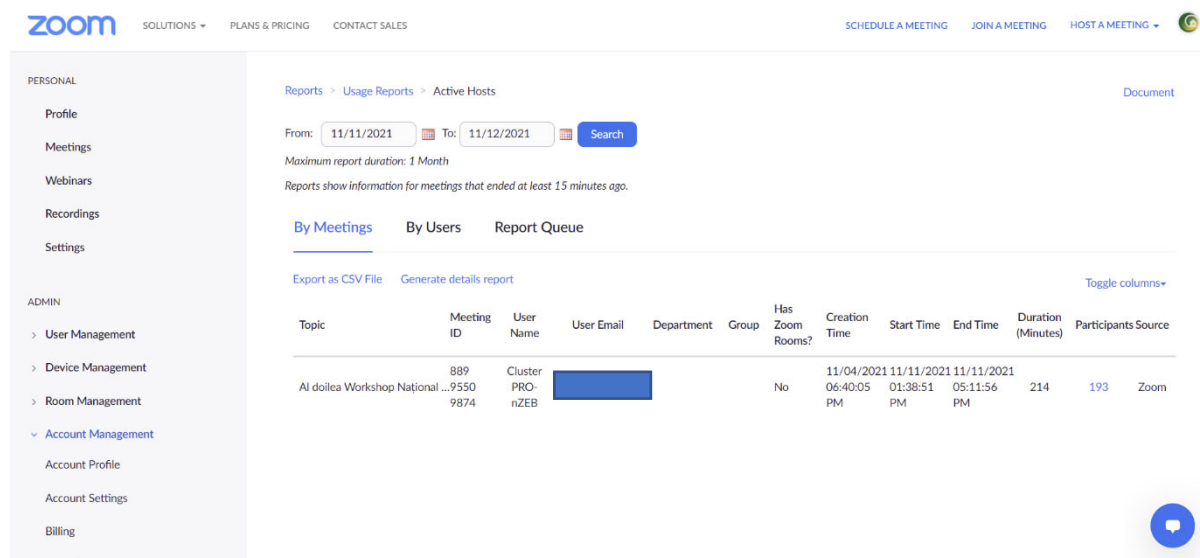 zoom SOLUTIONS PLANS & PRICING CONTACT SALES SCHEDULE A MEETING JOIN A MEETING HOST A MEETING
PERSONAL
Profile
Meetings
Webinars
Recordings
Settings
ADMIN
User Management
Device Management
Room Management
Account Management
Account Profile
Account Settings
Billing
Reports > Usage Reports > Active Hosts Document
From: 11/11/2021 To: 11/12/2021 Search
Maximum report duration: 1 Month
Reports show information for meetings that ended at least 15 minutes ago.
By Meetings By Users Report Queue
Export as CSV File Generate details report Toggle columns
Topic Meeting ID User Name User Email Department Group Has Zoom Rooms? Creation Time Start Time End Time Duration (Minutes) Participants Source
Al doilea Workshop Național ... 889 9550 9874 Cluster PRO-nZEB No 11/04/2021 06:40:05 PM 11/11/2021 01:38:51 PM 11/11/2021 05:11:56 PM 214 193 Zoom